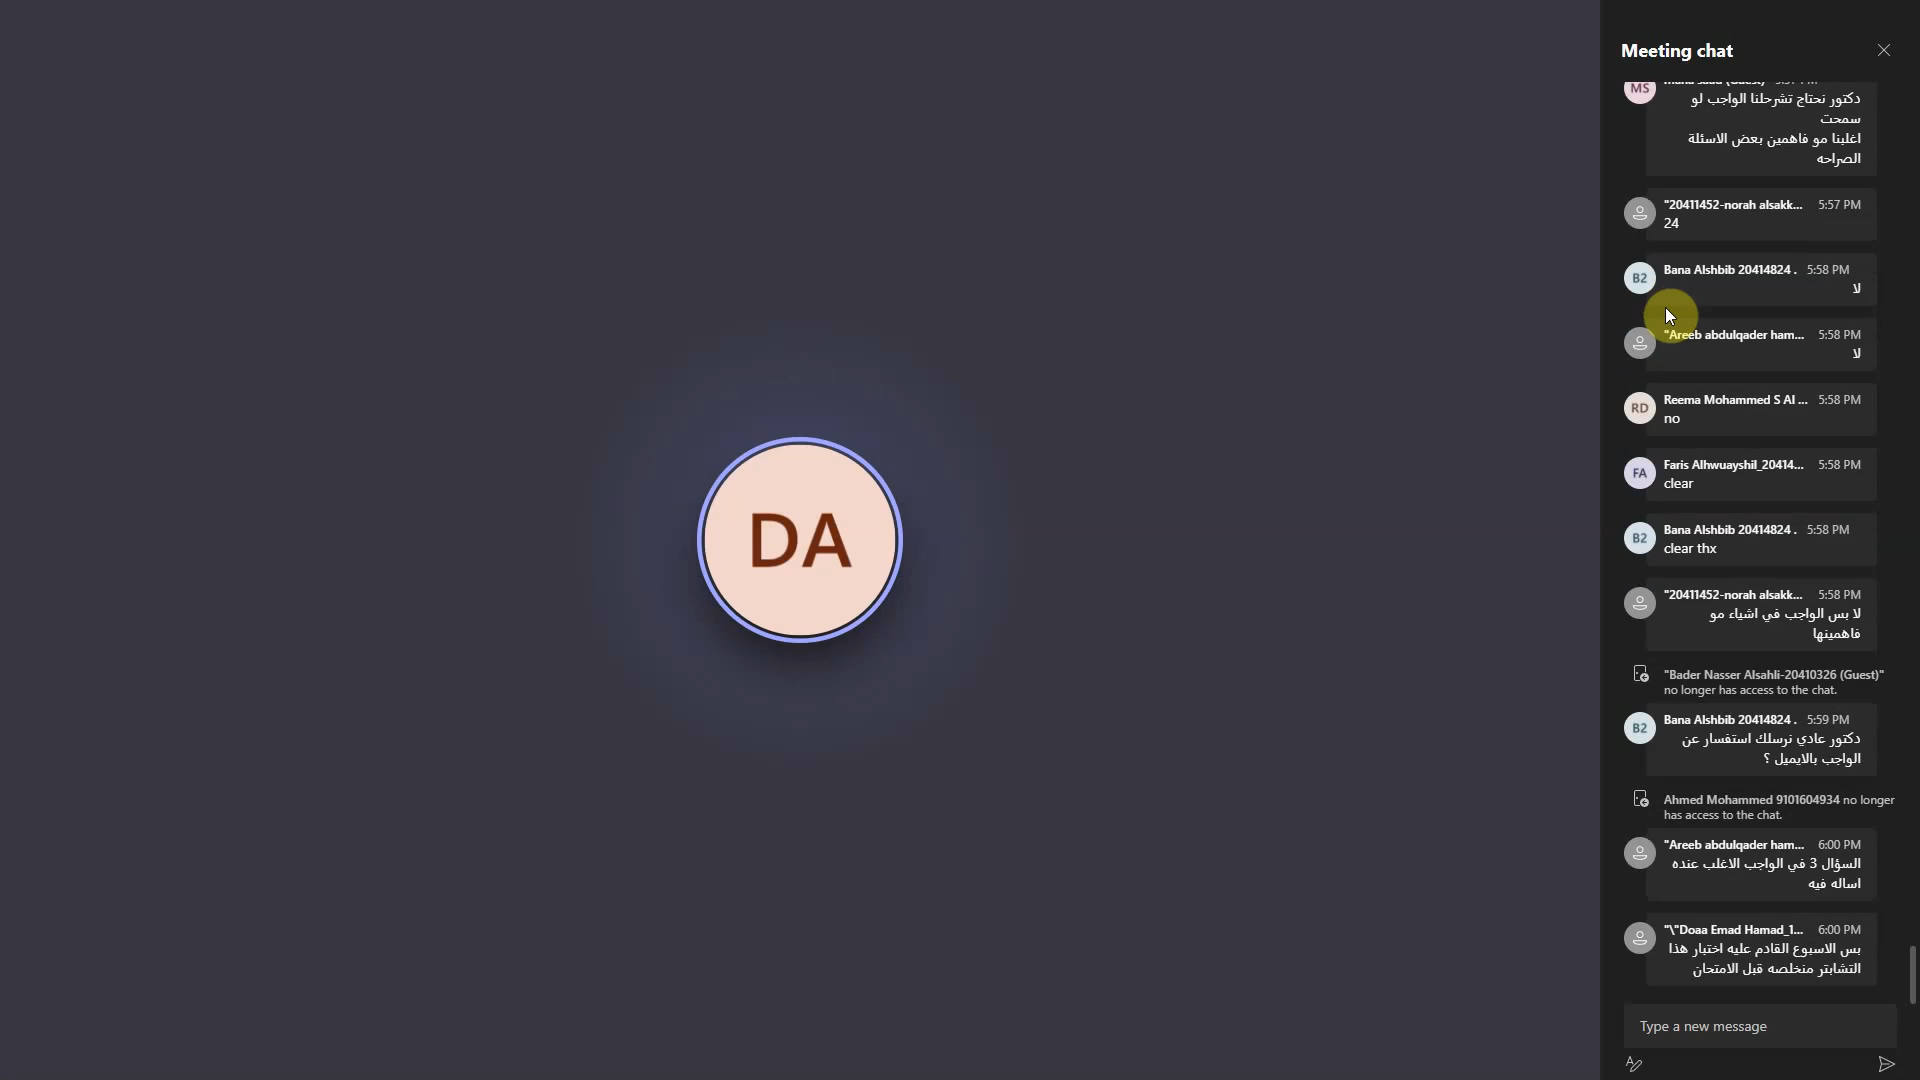 Meeting chat
MS
دكتور نحتاج تشرحلنا الواجب لو
سمحت
اغلبنا مو فاهمين بعض الاسئلة
الصراحه
"20411452-norah alsakk... 5:57 PM
24
B2 Bana Alshbib 20414824 . 5:58 PM
لا
"Areeb abdulqader ham... 5:58 PM
لا
RD Reema Mohammed S Al ... 5:58 PM
no
FA Faris Alhwuayshil_20414... 5:58 PM
clear
B2 Bana Alshbib 20414824 . 5:58 PM
clear thx
"20411452-norah alsakk... 5:58 PM
لا بس الواجب في اشياء مو
فاهمينها
"Bader Nasser Alsahli-20410326 (Guest)"
no longer has access to the chat.
B2 Bana Alshbib 20414824 . 5:59 PM
دكتور عادي نرسلك استفسار عن
الواجب بالايميل ؟
Ahmed Mohammed 9101604934 no longer
has access to the chat.
"Areeb abdulqader ham... 6:00 PM
السؤال 3 في الواجب الاغلب عنده
اساله فيه
"\"Doaa Emad Hamad_1... 6:00 PM
بس الاسبوع القادم عليه اختبار هذا
التشابتر منخلصه قبل الامتحان
Type a new message
DA